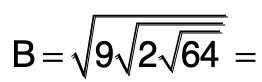 B = √9√2√64 =